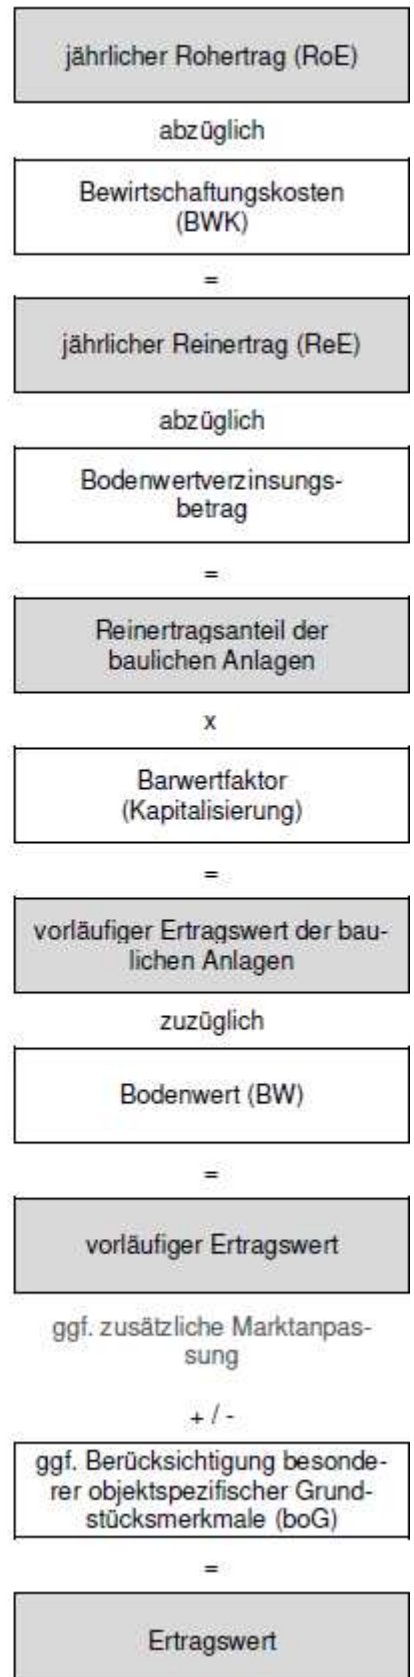 jährlicher Rohertrag (RoE)
abzüglich
Bewirtschaftungskosten
(BWK)
=
jährlicher Reinertrag (ReE)
abzüglich
Bodenwertverzinsungs-
betrag
=
Reinertragsanteil der
baulichen Anlagen
x
Barwertfaktor
(Kapitalisierung)
=
vorläufiger Ertragswert der bau-
lichen Anlagen
zuzüglich
Bodenwert (BW)
=
vorläufiger Ertragswert
ggf. zusätzliche Marktanpas-
sung
+ / -
ggf. Berücksichtigung besonde-
rer objektspezifischer Grund-
stücksmerkmale (boG)
=
Ertragswert